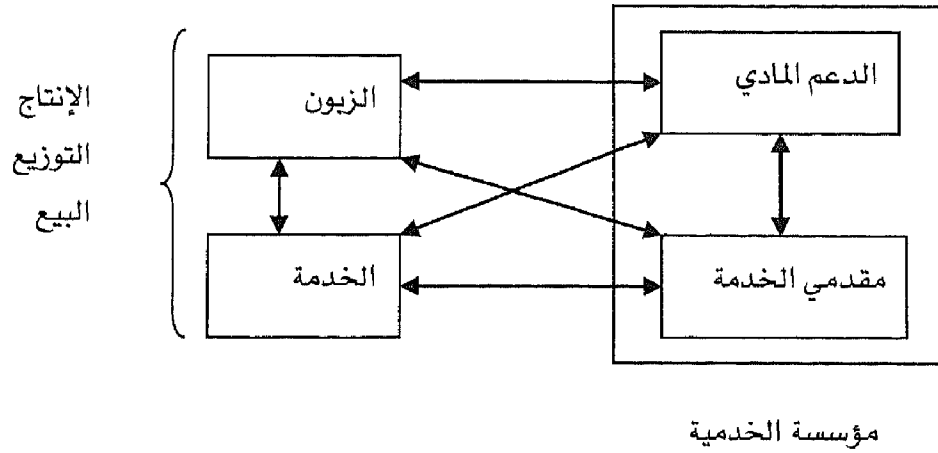 الدعم المادي
الزبون
الإنتاج
التوزيع
البيع
مقدمي الخدمة
الخدمة
مؤسسة الخدمية